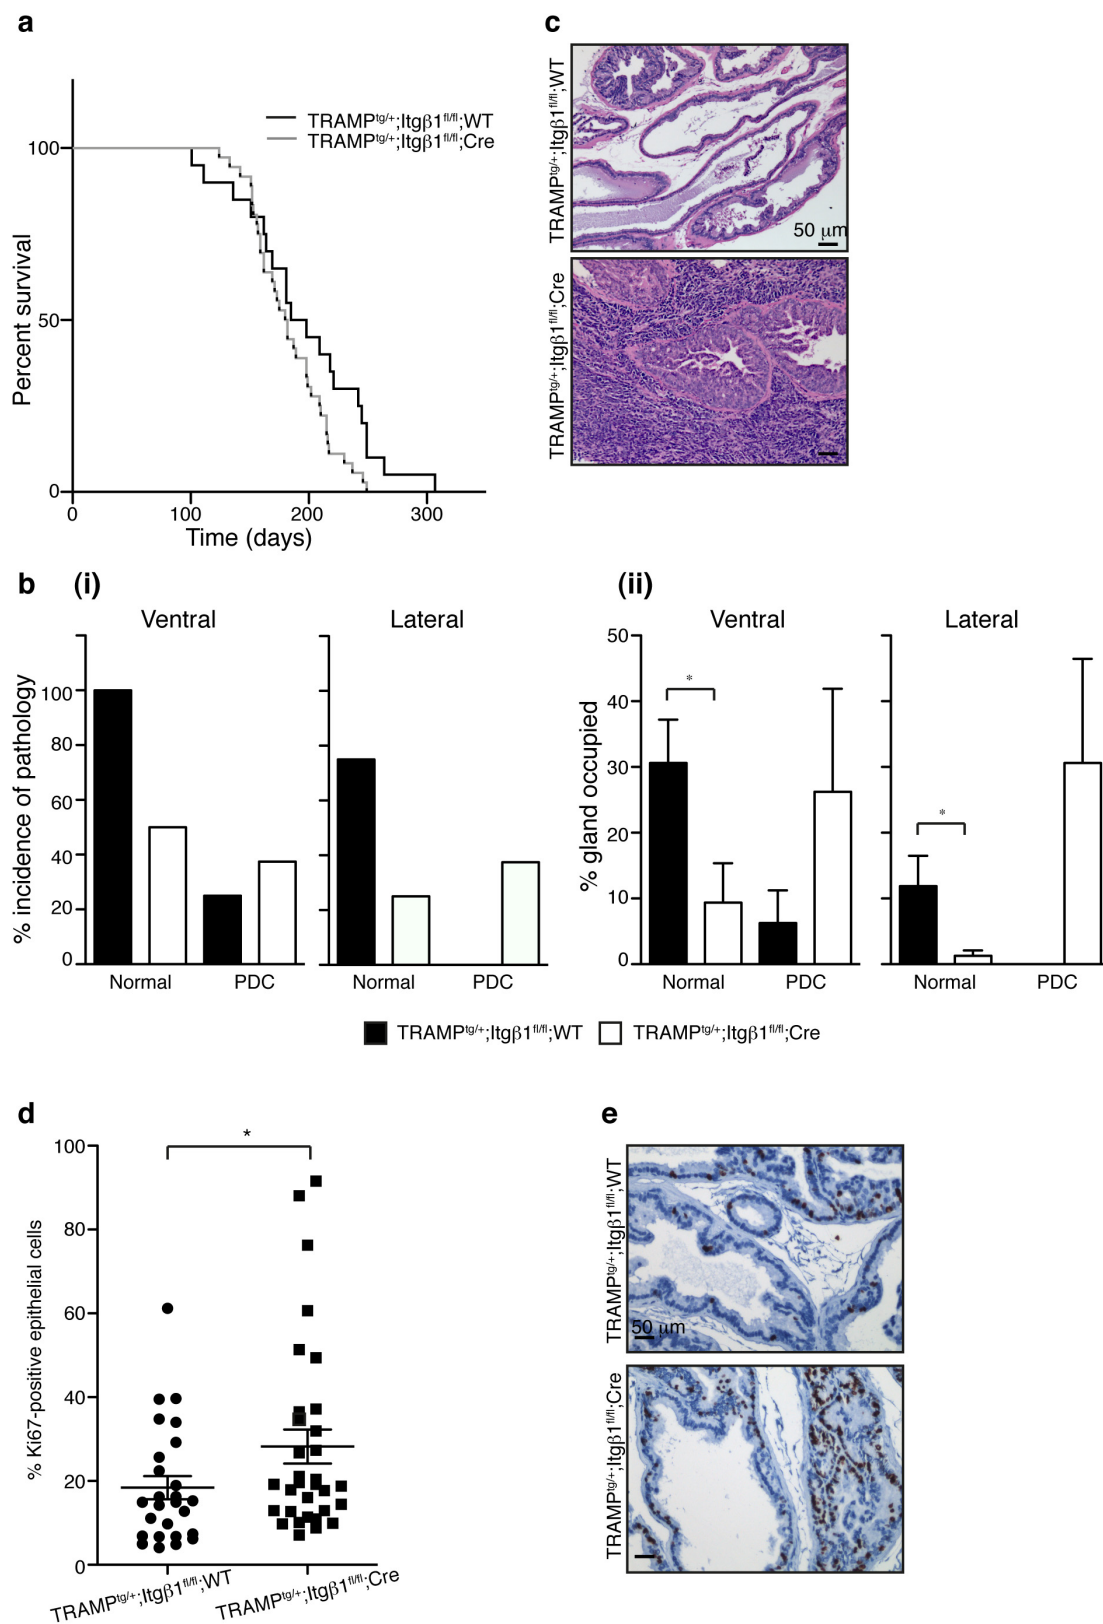 a
TRAMPtg/+;Itgβ1fl/fl;WT
TRAMPtg/+;Itgβ1fl/fl;Cre
Percent survival
100
50
0
0 100 200 300
Time (days)
c
TRAMPtg/+;Itgβ1fl/fl;WT
50 μm
TRAMPtg/+;Itgβ1fl/fl;Cre
b (i)
Ventral Lateral
% incidence of pathology
100
80
60
40
20
0
Normal PDC Normal PDC
(ii)
Ventral Lateral
% gland occupied
50
40
30
20
10
0
* *
Normal PDC Normal PDC
TRAMPtg/+;Itgβ1fl/fl;WT TRAMPtg/+;Itgβ1fl/fl;Cre
d
% Ki67-positive epithelial cells
100
80
60
40
20
0
*
TRAMPtg/+;Itgβ1fl/fl;WT TRAMPtg/+;Itgβ1fl/fl;Cre
e
TRAMPtg/+;Itgβ1fl/fl;WT
50 μm
TRAMPtg/+;Itgβ1fl/fl;Cre